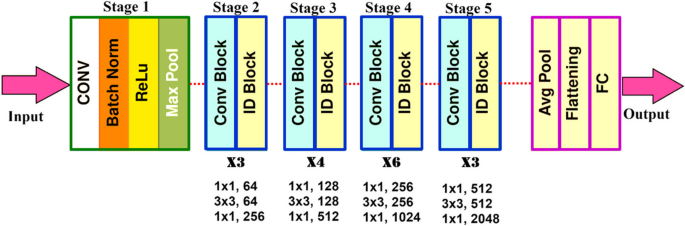 Stage 1
Stage 2
Stage 3
Stage 4
Stage 5
Input
CONV
Batch Norm
ReLu
Max Pool
Conv Block
ID Block
Conv Block
ID Block
Conv Block
ID Block
Conv Block
ID Block
Avg Pool
Flattening
FC
Output
X3
X4
X6
X3
1x1, 64
3x3, 64
1x1, 256
1x1, 128
3x3, 128
1x1, 512
1x1, 256
3x3, 256
1x1, 1024
1x1, 512
3x3, 512
1x1, 2048